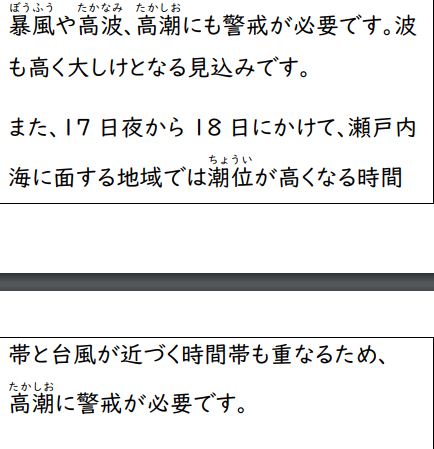 ぼうふう たかなみ たかしお
暴風や高波、高潮にも警戒が必要です。波
も高く大しけとなる見込みです。
また、17日夜から18日にかけて、瀬戸内
ちょうい
海に面する地域では潮位が高くなる時間
帯と台風が近づく時間帯も重なるため、
たかしお
高潮に警戒が必要です。